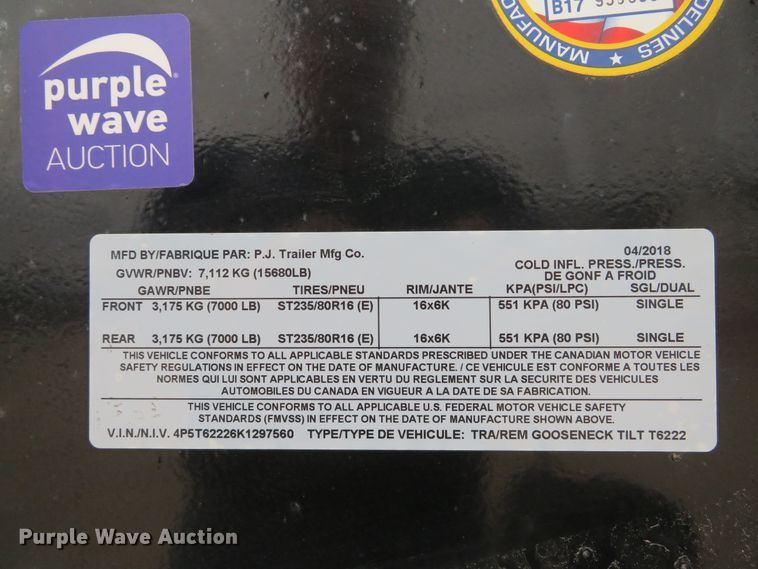 purple
wave
AUCTION
B17
MANUFAC
DELINES
MFD BY/FABRIQUE PAR: P.J. Trailer Mfg Co. 04/2018
GVWR/PNBV: 7,112 KG (15680LB) COLD INFL. PRESS./PRESS.
DE GONF A FROID
GAWR/PNBE TIRES/PNEU RIM/JANTE KPA(PSI/LPC) SGL/DUAL
FRONT 3,175 KG (7000 LB) ST235/80R16 (E) 16x6K 551 KPA (80 PSI) SINGLE
REAR 3,175 KG (7000 LB) ST235/80R16 (E) 16x6K 551 KPA (80 PSI) SINGLE
THIS VEHICLE CONFORMS TO ALL APPLICABLE STANDARDS PRESCRIBED UNDER THE CANADIAN MOTOR VEHICLE
SAFETY REGULATIONS IN EFFECT ON THE DATE OF MANUFACTURE. / CE VEHICULE EST CONFORME A TOUTES LES
NORMES QUI LUI SONT APPLICABLES EN VERTU DU REGLEMENT SUR LA SECURITE DES VEHICULES
AUTOMOBILES DU CANADA EN VIGUEUR A LA DATE DE SA FABRICATION.
THIS VEHICLE CONFORMS TO ALL APPLICABLE U.S. FEDERAL MOTOR VEHICLE SAFETY
STANDARDS (FMVSS) IN EFFECT ON THE DATE OF MANUFACTURE SHOWN ABOVE.
V.I.N./N.I.V. 4P5T62226K1297560 TYPE/TYPE DE VEHICULE: TRA/REM GOOSENECK TILT T6222
Purple Wave Auction